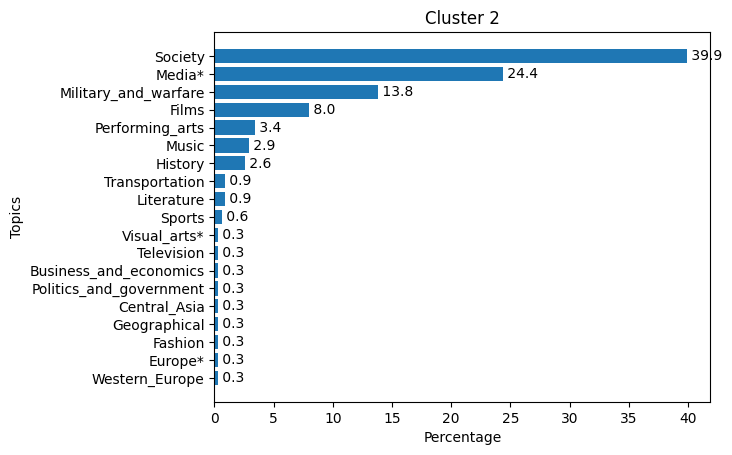 Cluster 2
Topics
Society 39.9
Media* 24.4
Military_and_warfare 13.8
Films 8.0
Performing_arts 3.4
Music 2.9
History 2.6
Transportation 0.9
Literature 0.9
Sports 0.6
Visual_arts* 0.3
Television 0.3
Business_and_economics 0.3
Politics_and_government 0.3
Central_Asia 0.3
Geographical 0.3
Fashion 0.3
Europe* 0.3
Western_Europe 0.3
0 5 10 15 20 25 30 35 40
Percentage